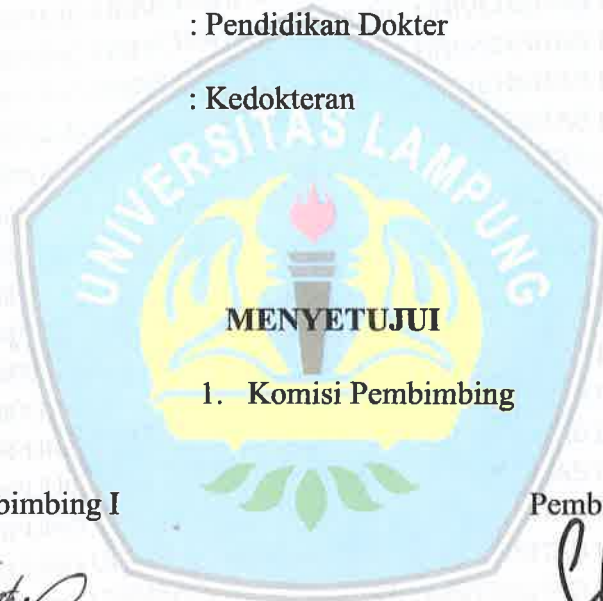 : Pendidikan Dokter
: Kedokteran
UNIVERSITAS LAMPUNG
MENYETUJUI
1. Komisi Pembimbing
bimbing I
Pemb